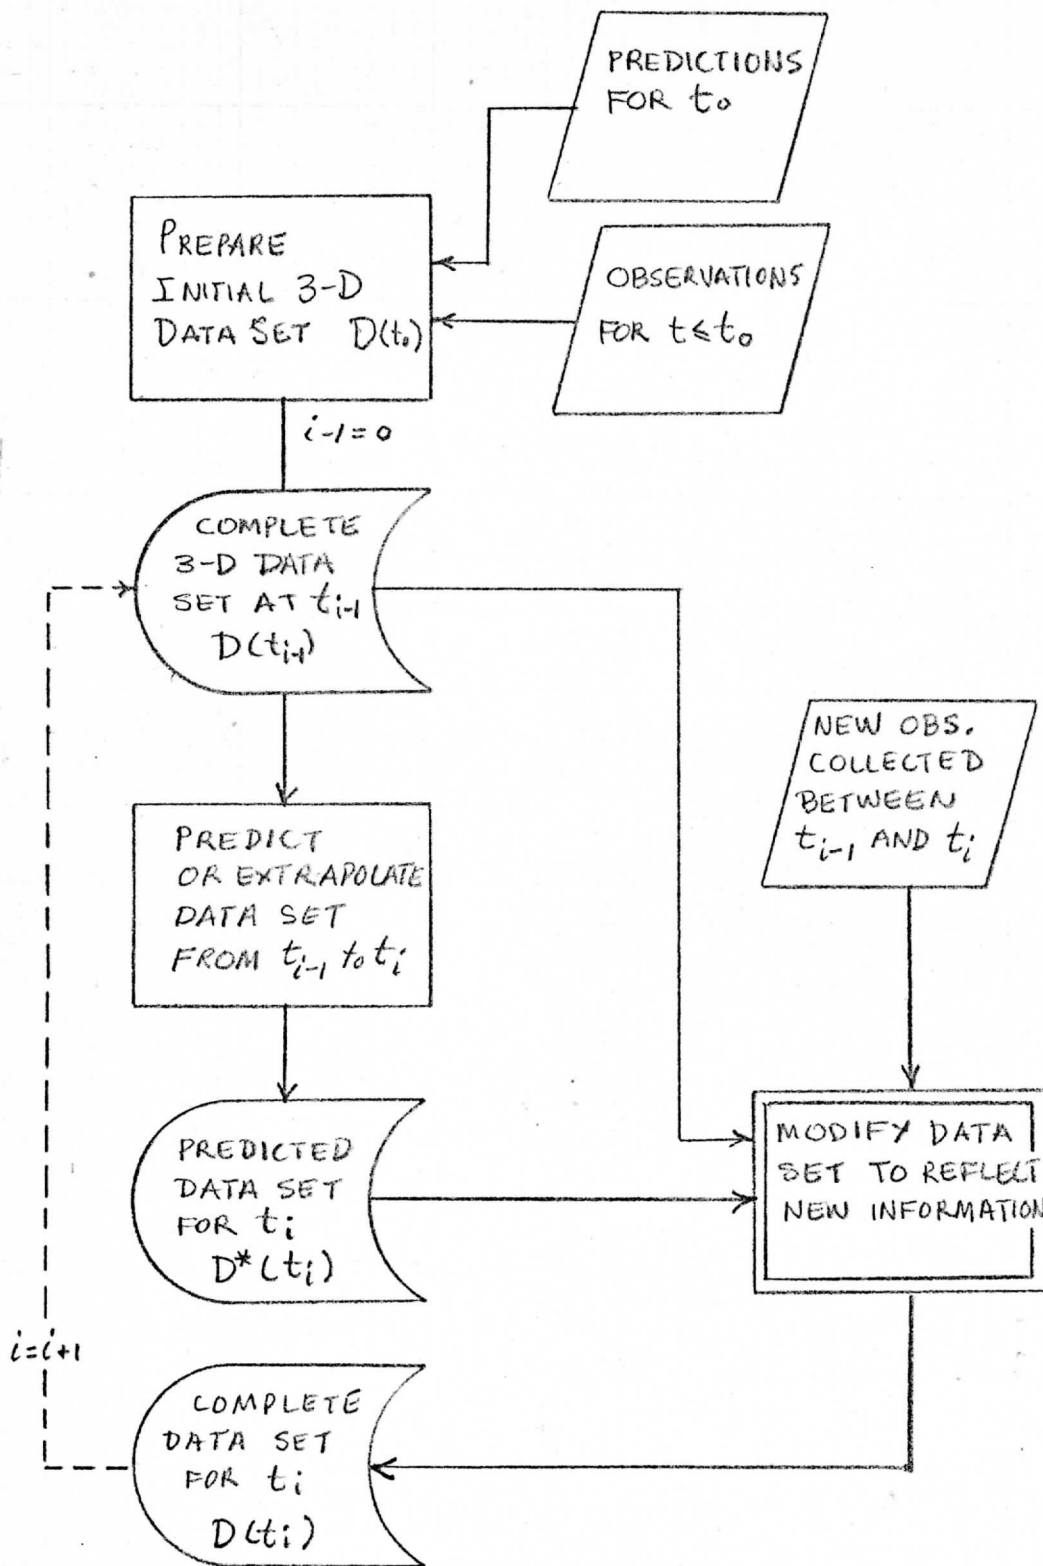 PREDICTIONS
FOR t₀
PREPARE
INITIAL 3-D
DATA SET D(t₀)
OBSERVATIONS
FOR t≤t₀
i-1=0
COMPLETE
3-D DATA
SET AT tᵢ₋₁
D(tᵢ₋₁)
NEW OBS.
COLLECTED
BETWEEN
tᵢ₋₁ AND tᵢ
PREDICT
OR EXTRAPOLATE
DATA SET
FROM tᵢ₋₁ to tᵢ
PREDICTED
DATA SET
FOR tᵢ
D*(tᵢ)
MODIFY DATA
SET TO REFLECT
NEW INFORMATION
i=i+1
COMPLETE
DATA SET
FOR tᵢ
D(tᵢ)